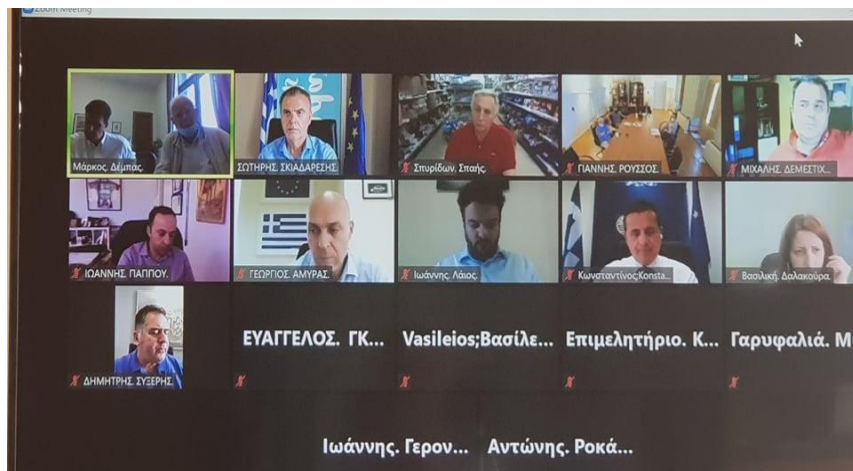 Zoom Meeting
Μάρκος. Δέμπας.
ΣΩΤΗΡΗΣ. ΣΚΙΑΔΑΡΕΣΗΣ.
Σπυρίδων. Σπαής.
ΓΙΑΝΝΗΣ. ΡΟΥΣΣΟΣ.
ΜΙΧΑΛΗΣ. ΔΕΜΕΣΤΙΧ...
ΙΩΑΝΝΗΣ. ΠΑΠΠΟΥ.
ΓΕΩΡΓΙΟΣ. ΑΜΥΡΑΣ.
Ιωάννης. Λάιος.
Κωνσταντίνος;Konsta...
Βασιλική. Δαλακούρα.
ΔΗΜΗΤΡΗΣ. ΣΥΞΕΡΗΣ.
ΕΥΑΓΓΕΛΟΣ. ΓΚ...
Vasileios;Βασίλε...
Επιμελητήριο. Κ...
Γαρυφαλιά. Μ
Ιωάννης. Γερον...
Αντώνης. Ροκά...